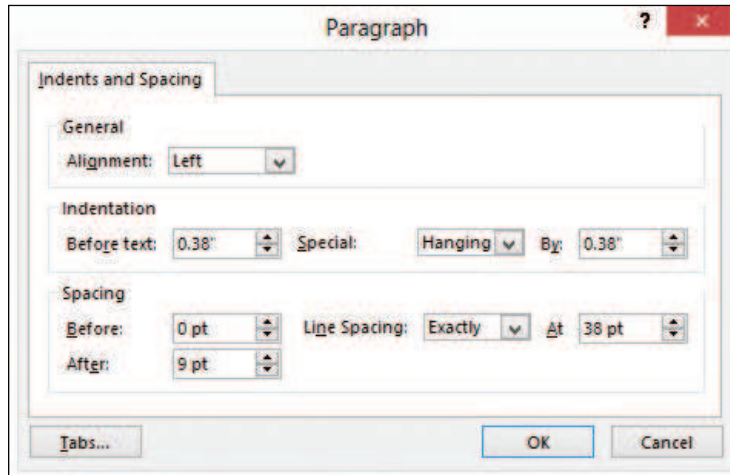 Paragraph ? ×
Indents and Spacing
General
Alignment: Left
Indentation
Before text: 0.38" Special: Hanging By: 0.38"
Spacing
Before: 0 pt Line Spacing: Exactly At 38 pt
After: 9 pt
Tabs... OK Cancel